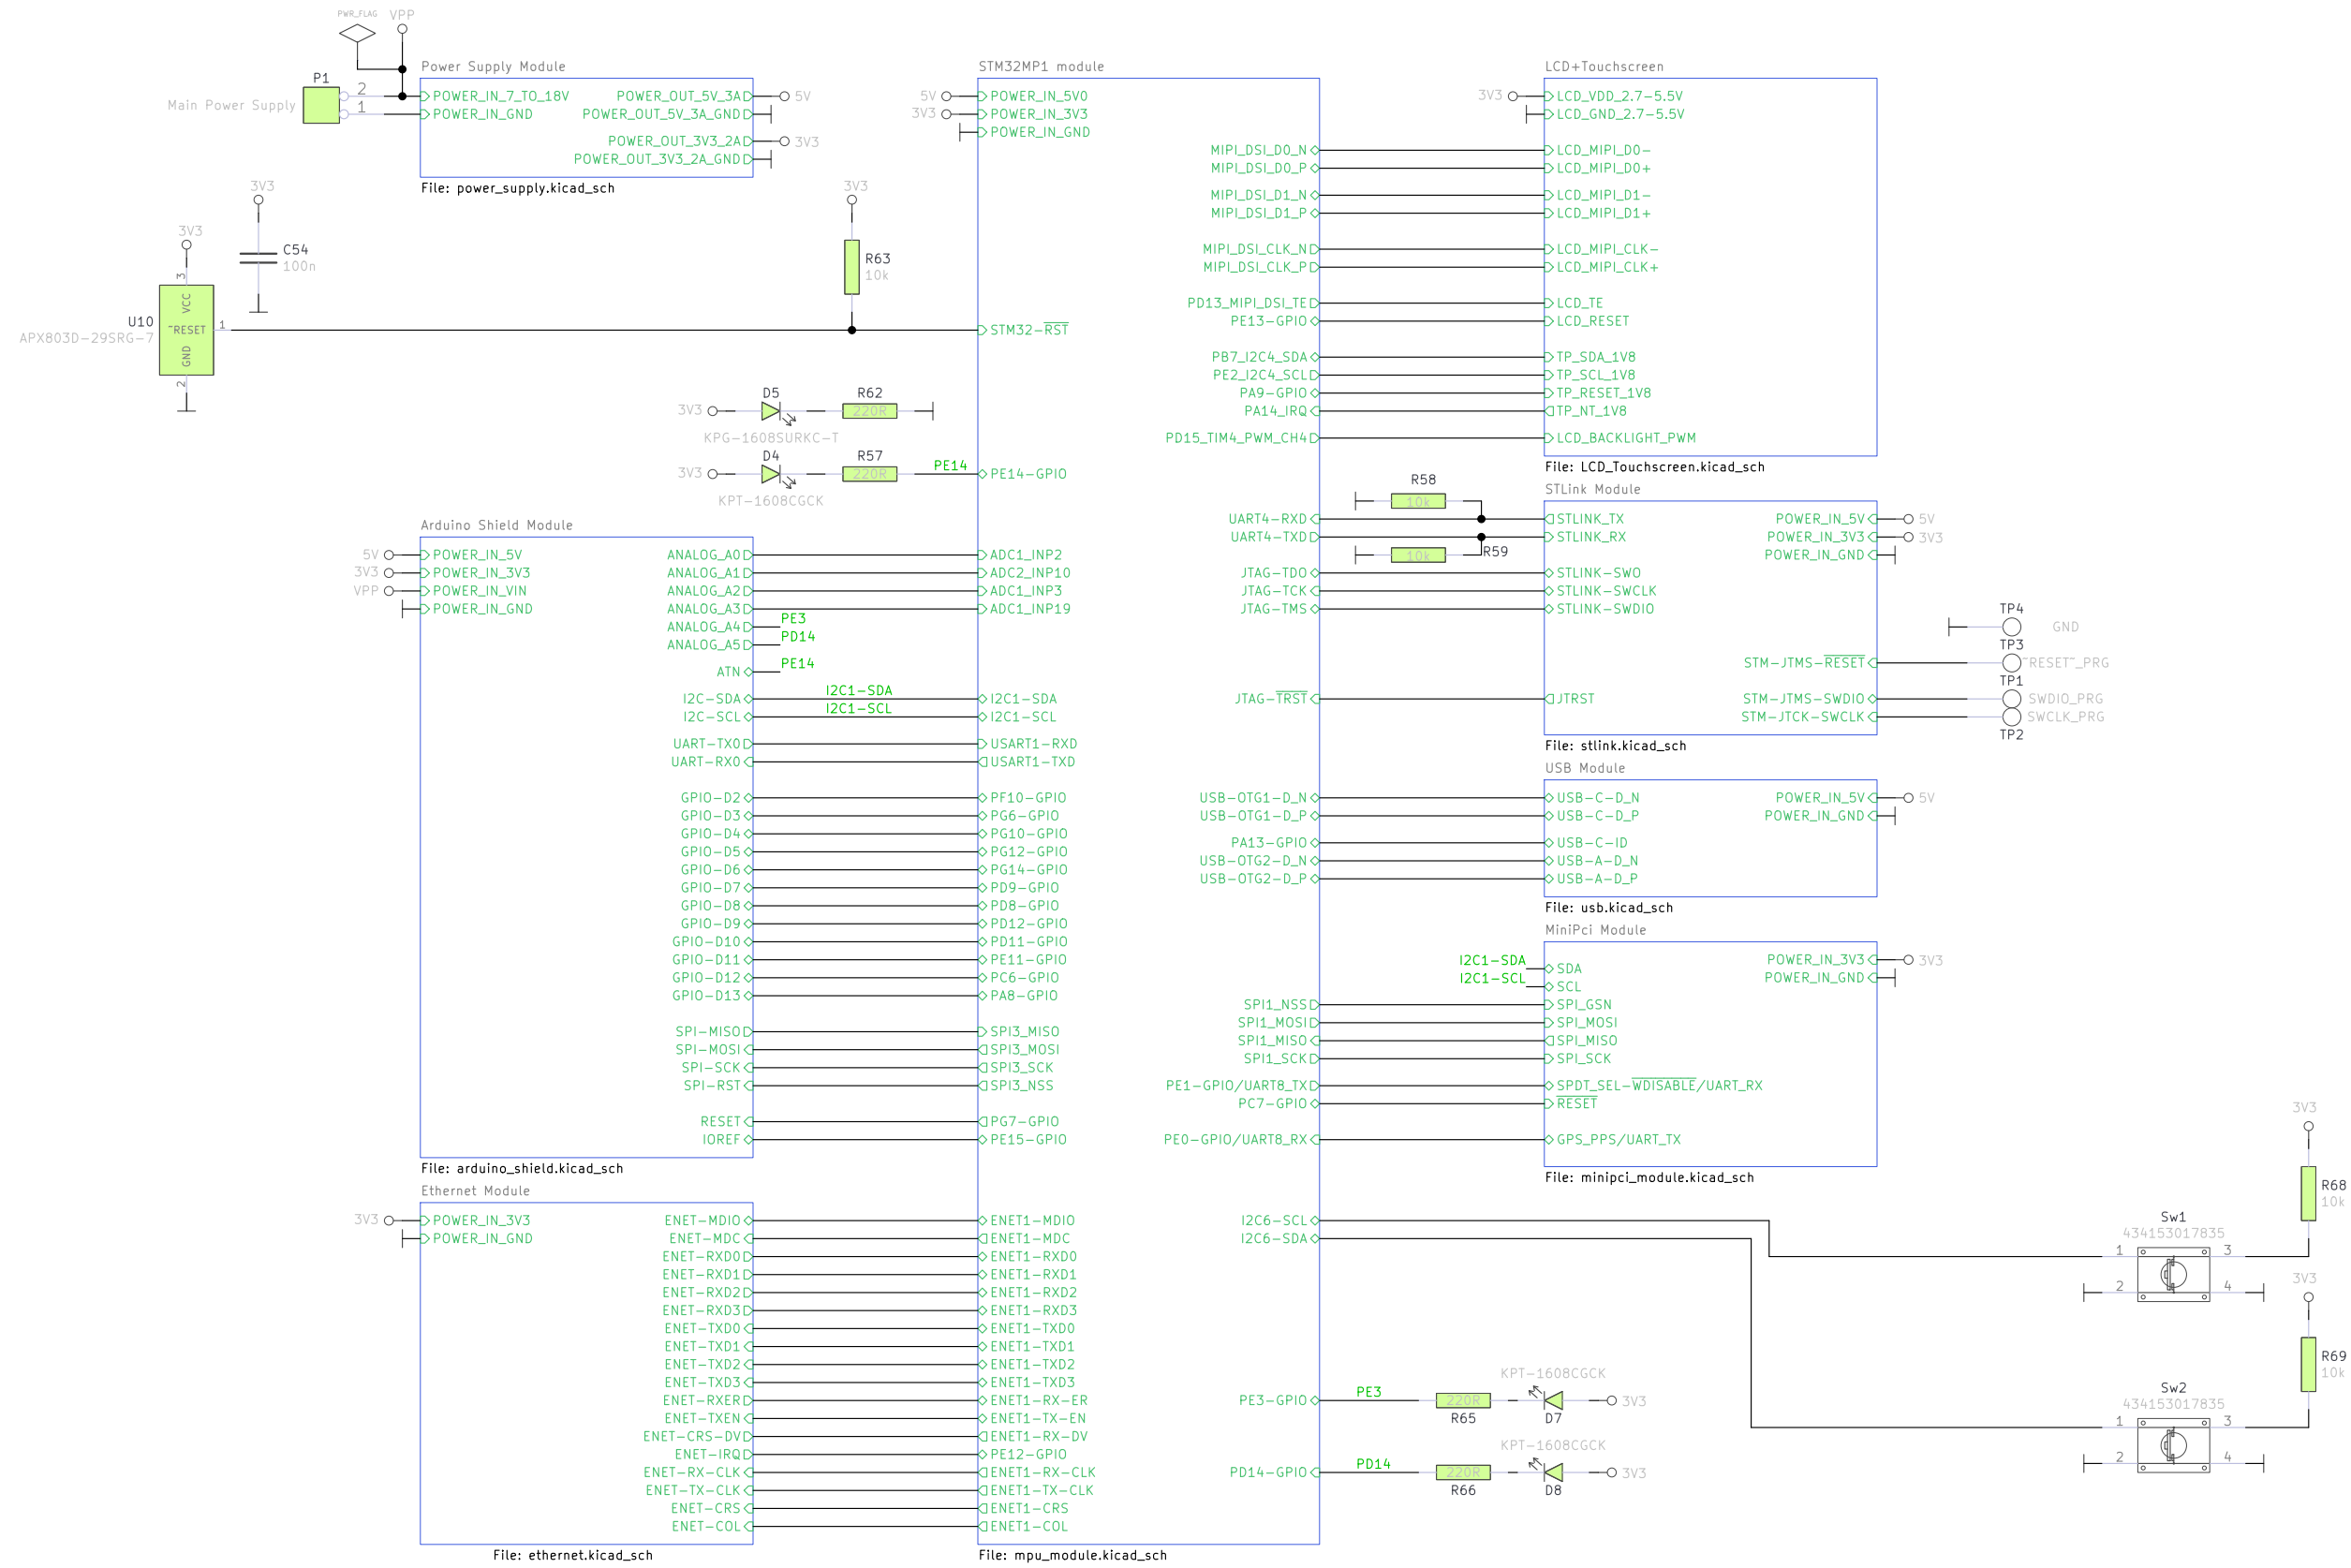 PWR_FLAG
VPP
P1
2
1
Main Power Supply
Power Supply Module
POWER_IN_7_TO_18V
POWER_IN_GND
POWER_OUT_5V_3A
POWER_OUT_5V_3A_GND
POWER_OUT_3V3_2A
POWER_OUT_3V3_2A_GND
5V
3V3
File: power_supply.kicad_sch
3V3
C54
100n
3V3
3
VCC
U10
APX803D-29SRG-7
~RESET
1
GND
2
3V3
R63
10k
3V3
D5
KPG-1608SURKC-T
R62
220R
3V3
D4
KPT-1608CGCK
R57
220R
PE14
Arduino Shield Module
5V
3V3
VPP
POWER_IN_5V
POWER_IN_3V3
POWER_IN_VIN
POWER_IN_GND
ANALOG_A0
ANALOG_A1
ANALOG_A2
ANALOG_A3
ANALOG_A4
ANALOG_A5
ATN
I2C-SDA
I2C-SCL
UART-TX0
UART-RX0
GPIO-D2
GPIO-D3
GPIO-D4
GPIO-D5
GPIO-D6
GPIO-D7
GPIO-D8
GPIO-D9
GPIO-D10
GPIO-D11
GPIO-D12
GPIO-D13
SPI-MISO
SPI-MOSI
SPI-SCK
SPI-RST
RESET
IOREF
PE3
PD14
PE14
I2C1-SDA
I2C1-SCL
File: arduino_shield.kicad_sch
Ethernet Module
3V3
POWER_IN_3V3
POWER_IN_GND
ENET-MDIO
ENET-MDC
ENET-RXD0
ENET-RXD1
ENET-RXD2
ENET-RXD3
ENET-TXD0
ENET-TXD1
ENET-TXD2
ENET-TXD3
ENET-RXER
ENET-TXEN
ENET-CRS-DV
ENET-IRQ
ENET-RX-CLK
ENET-TX-CLK
ENET-CRS
ENET-COL
File: ethernet.kicad_sch
STM32MP1 module
5V
3V3
POWER_IN_5V0
POWER_IN_3V3
POWER_IN_GND
STM32-RST
PE14-GPIO
ADC1_INP2
ADC2_INP10
ADC1_INP3
ADC1_INP19
I2C1-SDA
I2C1-SCL
USART1-RXD
USART1-TXD
PF10-GPIO
PG6-GPIO
PG10-GPIO
PG12-GPIO
PG14-GPIO
PD9-GPIO
PD8-GPIO
PD12-GPIO
PD11-GPIO
PE11-GPIO
PC6-GPIO
PA8-GPIO
SPI3_MISO
SPI3_MOSI
SPI3_SCK
SPI3_NSS
PG7-GPIO
PE15-GPIO
ENET1-MDIO
ENET1-MDC
ENET1-RXD0
ENET1-RXD1
ENET1-RXD2
ENET1-RXD3
ENET1-TXD0
ENET1-TXD1
ENET1-TXD2
ENET1-TXD3
ENET1-RX-ER
ENET1-TX-EN
ENET1-RX-DV
PE12-GPIO
ENET1-RX-CLK
ENET1-TX-CLK
ENET1-CRS
ENET1-COL
MIPI_DSI_D0_N
MIPI_DSI_D0_P
MIPI_DSI_D1_N
MIPI_DSI_D1_P
MIPI_DSI_CLK_N
MIPI_DSI_CLK_P
PD13_MIPI_DSI_TE
PE13-GPIO
PB7_I2C4_SDA
PE2_I2C4_SCL
PA9-GPIO
PA14_IRQ
PD15_TIM4_PWM_CH4
UART4-RXD
UART4-TXD
JTAG-TDO
JTAG-TCK
JTAG-TMS
JTAG-TRST
USB-OTG1-D_N
USB-OTG1-D_P
PA13-GPIO
USB-OTG2-D_N
USB-OTG2-D_P
SPI1_NSS
SPI1_MOSI
SPI1_MISO
SPI1_SCK
PE1-GPIO/UART8_TX
PC7-GPIO
PE0-GPIO/UART8_RX
I2C6-SCL
I2C6-SDA
PE3-GPIO
PD14-GPIO
File: mpu_module.kicad_sch
LCD+Touchscreen
3V3
LCD_VDD_2.7-5.5V
LCD_GND_2.7-5.5V
LCD_MIPI_D0-
LCD_MIPI_D0+
LCD_MIPI_D1-
LCD_MIPI_D1+
LCD_MIPI_CLK-
LCD_MIPI_CLK+
LCD_TE
LCD_RESET
TP_SDA_1V8
TP_SCL_1V8
TP_RESET_1V8
TP_NT_1V8
LCD_BACKLIGHT_PWM
File: LCD_Touchscreen.kicad_sch
R58
10k
R59
10k
STLink Module
STLINK_TX
STLINK_RX
STLINK-SWO
STLINK-SWCLK
STLINK-SWDIO
JTRST
POWER_IN_5V
POWER_IN_3V3
POWER_IN_GND
STM-JTMS-RESET
STM-JTMS-SWDIO
STM-JTCK-SWCLK
5V
3V3
File: stlink.kicad_sch
TP4
GND
TP3
~RESET~_PRG
TP1
SWDIO_PRG
SWCLK_PRG
TP2
USB Module
USB-C-D_N
USB-C-D_P
USB-C-ID
USB-A-D_N
USB-A-D_P
POWER_IN_5V
POWER_IN_GND
5V
File: usb.kicad_sch
MiniPci Module
I2C1-SDA
I2C1-SCL
SDA
SCL
SPI_GSN
SPI_MOSI
SPI_MISO
SPI_SCK
SPDT_SEL-WDISABLE/UART_RX
RESET
GPS_PPS/UART_TX
POWER_IN_3V3
POWER_IN_GND
3V3
File: minipci_module.kicad_sch
3V3
R68
10k
Sw1
434153017835
1
2
3
4
3V3
R69
10k
Sw2
434153017835
1
2
3
4
PE3
220R
R65
KPT-1608CGCK
D7
3V3
PD14
220R
R66
KPT-1608CGCK
D8
3V3